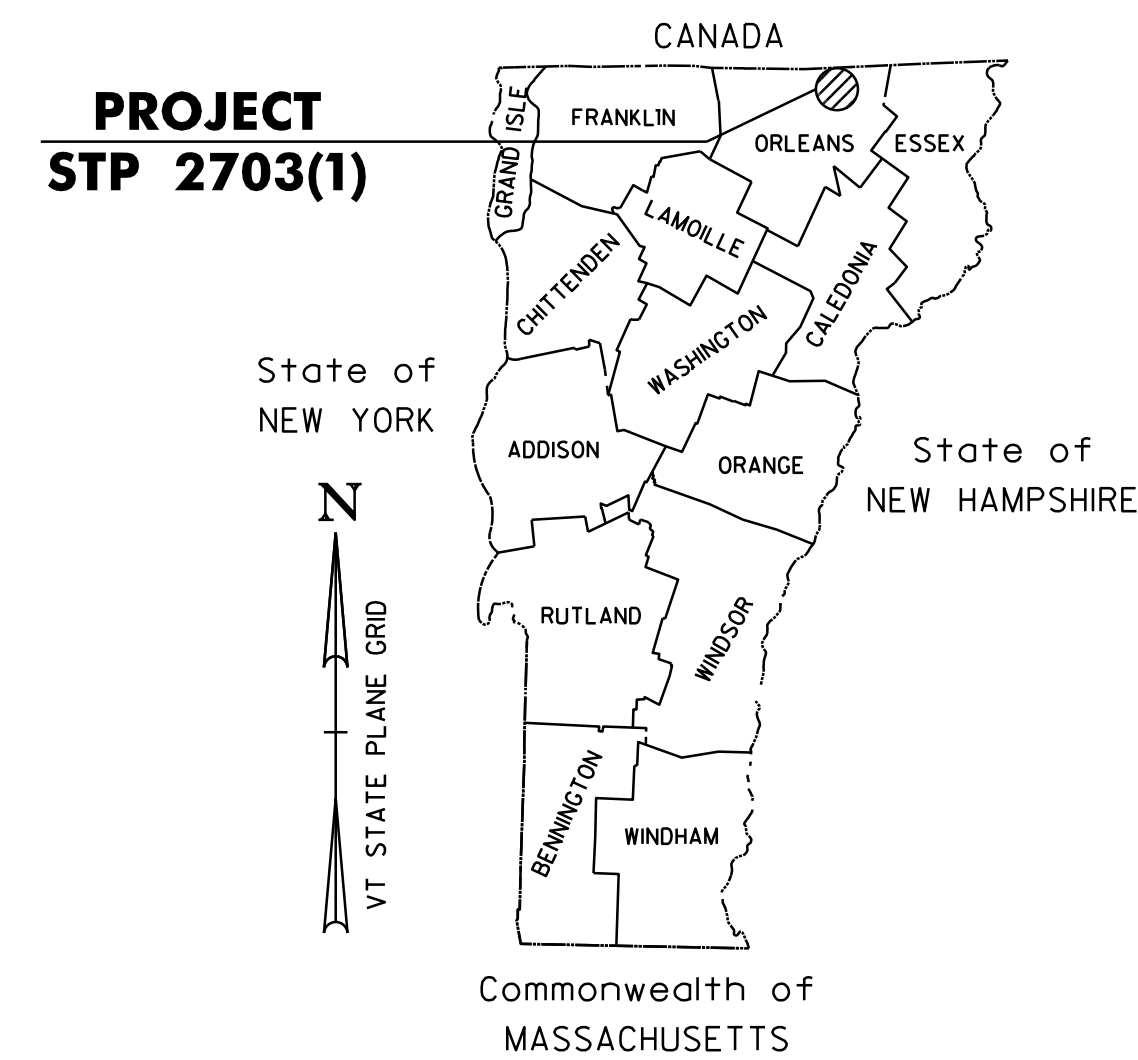 CANADA
PROJECT
STP 2703(1)
GRAND ISLE
FRANKLIN
ORLEANS
ESSEX
LAMOILLE
CHITTENDEN
CALEDONIA
WASHINGTON
State of
NEW YORK
ADDISON
ORANGE
State of
NEW HAMPSHIRE
N
VT STATE PLANE GRID
RUTLAND
WINDSOR
BENNINGTON
WINDHAM
Commonwealth of
MASSACHUSETTS